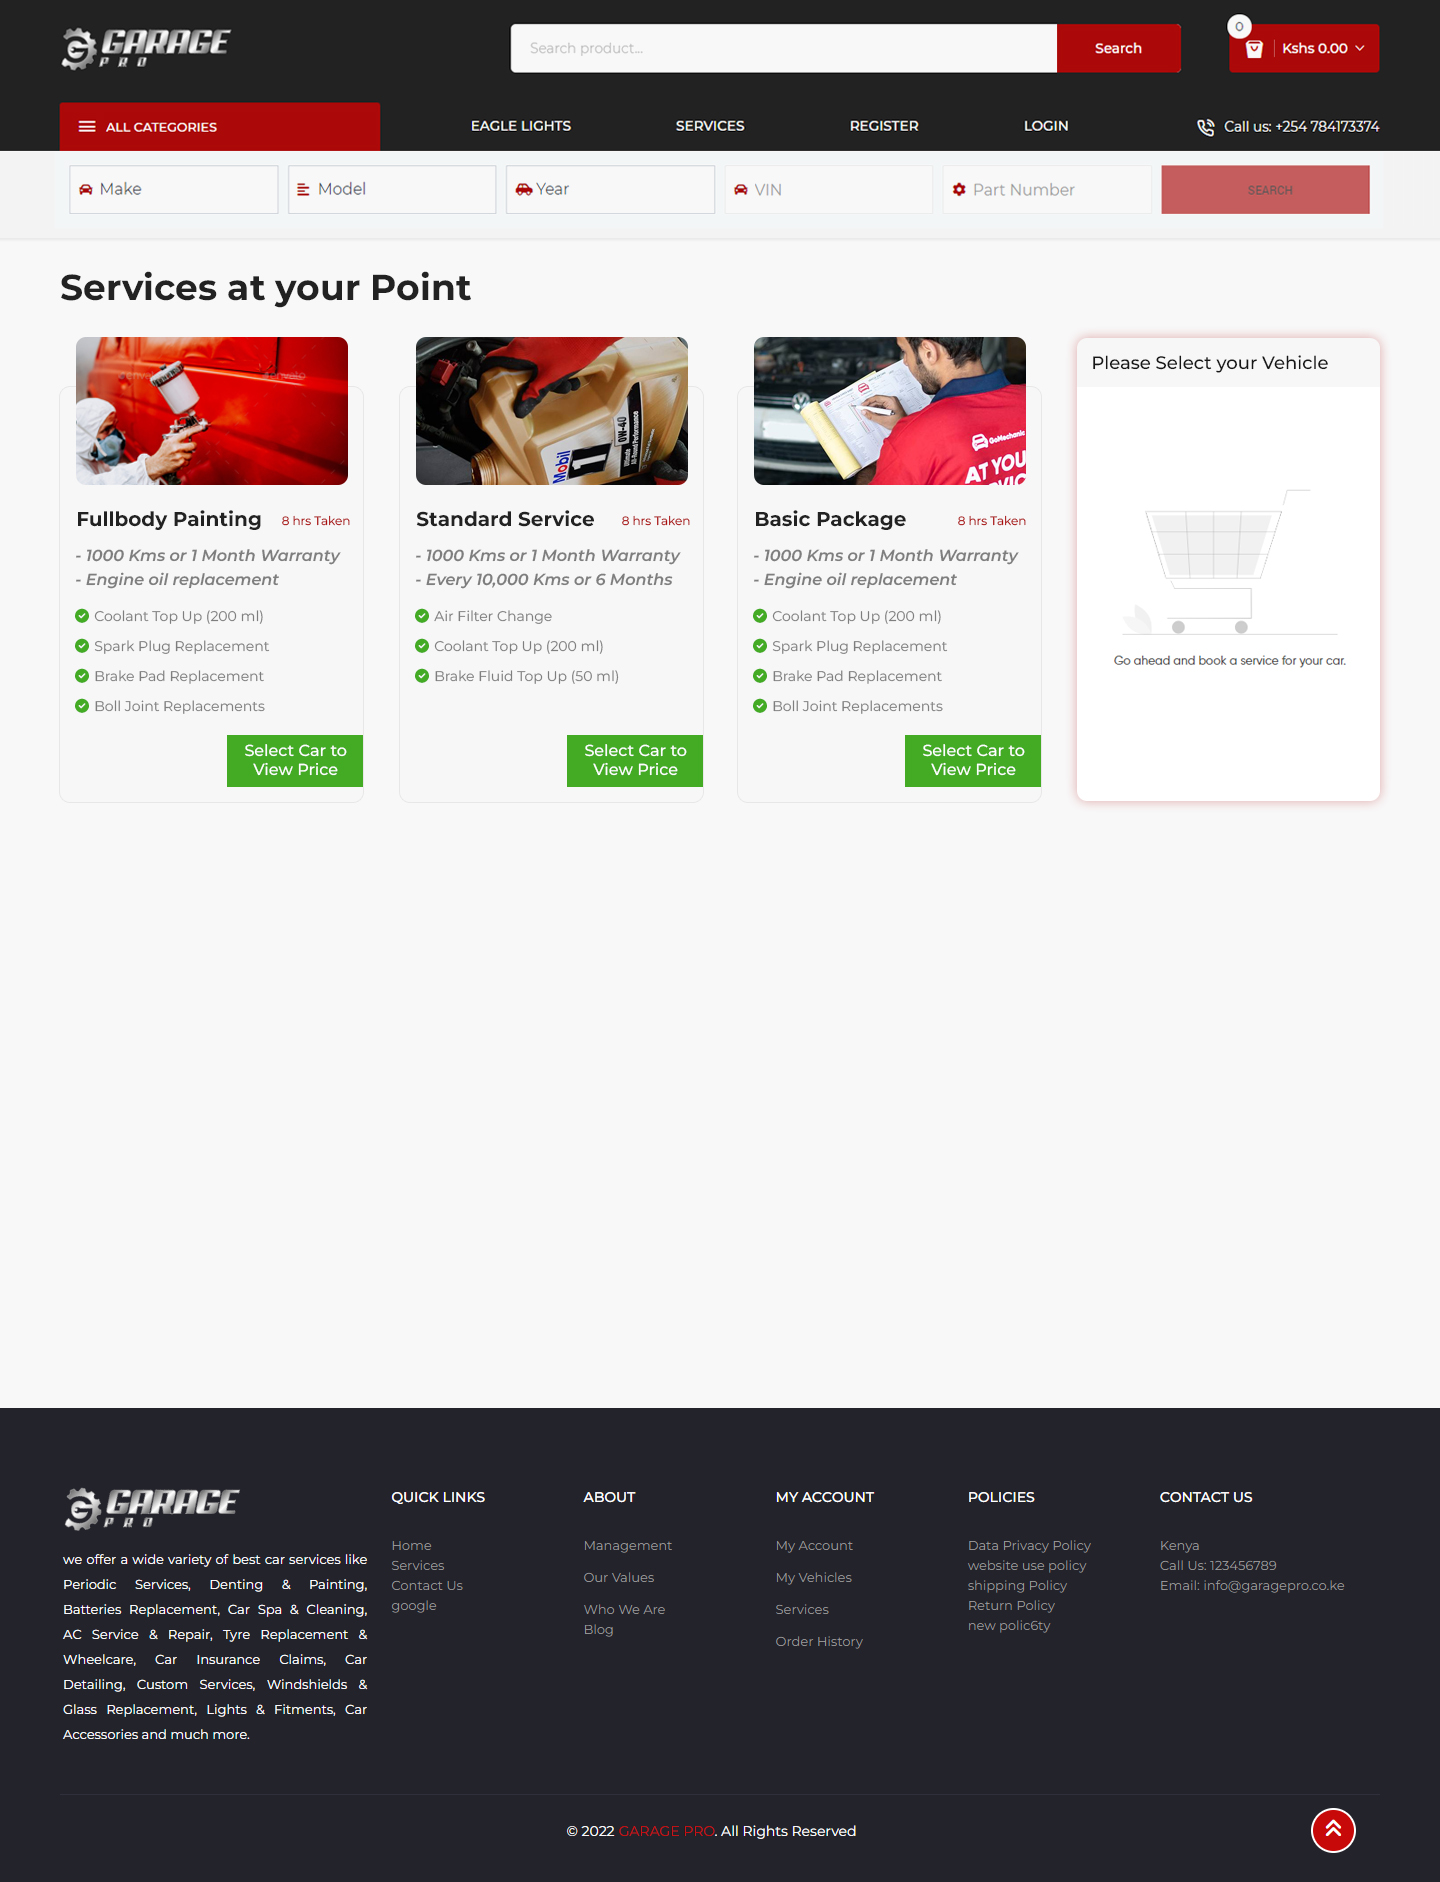 GARAGE
PRO
Search product...
Search
0
Kshs 0.00
ALL CATEGORIES
EAGLE LIGHTS
SERVICES
REGISTER
LOGIN
Call us: +254 784173374
Make
Model
Year
VIN
Part Number
SEARCH
Services at your Point
Fullbody Painting
8 hrs Taken
- 1000 Kms or 1 Month Warranty
- Engine oil replacement
Coolant Top Up (200 ml)
Spark Plug Replacement
Brake Pad Replacement
Boll Joint Replacements
Select Car to
View Price
Mobil
1
0W-40
Standard Service
8 hrs Taken
- 1000 Kms or 1 Month Warranty
- Every 10,000 Kms or 6 Months
Air Filter Change
Coolant Top Up (200 ml)
Brake Fluid Top Up (50 ml)
Select Car to
View Price
GoMechanic
AT YOU
Basic Package
8 hrs Taken
- 1000 Kms or 1 Month Warranty
- Engine oil replacement
Coolant Top Up (200 ml)
Spark Plug Replacement
Brake Pad Replacement
Boll Joint Replacements
Select Car to
View Price
Please Select your Vehicle
Go ahead and book a service for your car.
GARAGE
PRO
we offer a wide variety of best car services like
Periodic Services, Denting & Painting,
Batteries Replacement, Car Spa & Cleaning,
AC Service & Repair, Tyre Replacement &
Wheelcare, Car Insurance Claims, Car
Detailing, Custom Services, Windshields &
Glass Replacement, Lights & Fitments, Car
Accessories and much more.
QUICK LINKS
Home
Services
Contact Us
google
ABOUT
Management
Our Values
Who We Are
Blog
MY ACCOUNT
My Account
My Vehicles
Services
Order History
POLICIES
Data Privacy Policy
website use policy
shipping Policy
Return Policy
new polic6ty
CONTACT US
Kenya
Call Us: 123456789
Email: info@garagepro.co.ke
© 2022 GARAGE PRO. All Rights Reserved